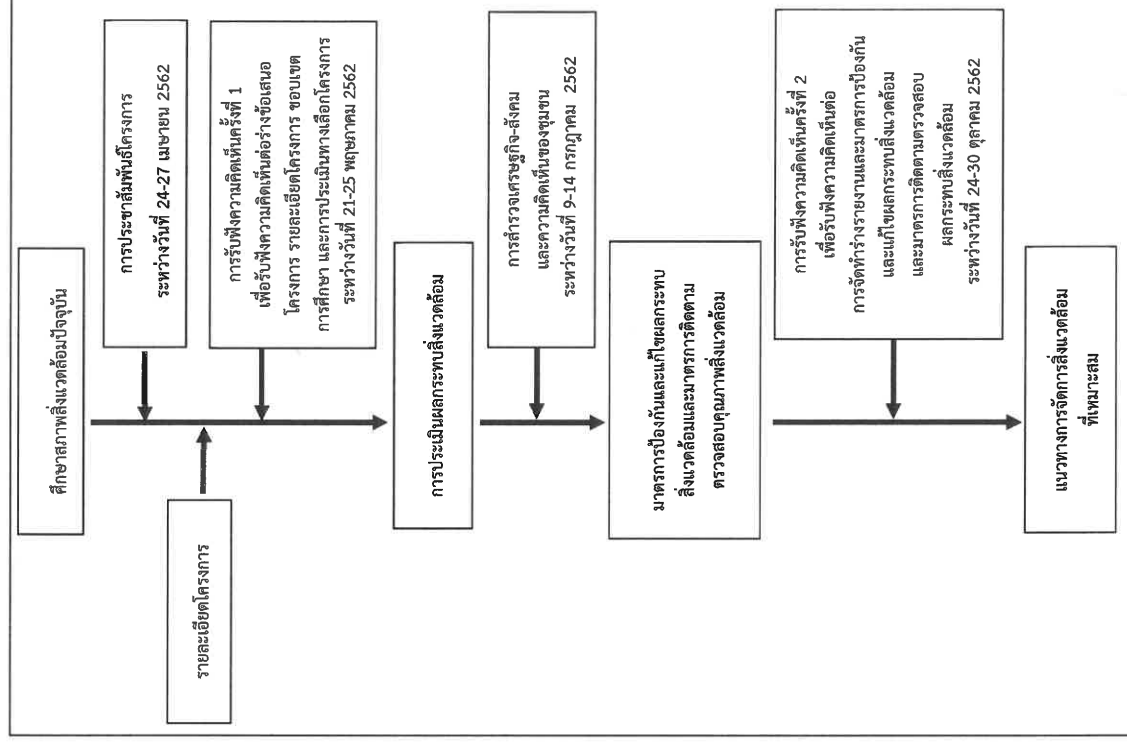 ศึกษาสภาพสิ่งแวดล้อมปัจจุบัน
การประชาสัมพันธ์โครงการ
ระหว่างวันที่ 24-27 เมษายน 2562
รายละเอียดโครงการ
การรับฟังความคิดเห็นครั้งที่ 1
เพื่อรับฟังความคิดเห็นต่อร่างข้อเสนอ
โครงการ รายละเอียดโครงการ ขอบเขต
การศึกษา และการประเมินทางเลือกโครงการ
ระหว่างวันที่ 21-25 พฤษภาคม 2562
การประเมินผลกระทบสิ่งแวดล้อม
การสำรวจเศรษฐกิจ-สังคม
และความคิดเห็นของชุมชน
ระหว่างวันที่ 9-14 กรกฎาคม 2562
มาตรการป้องกันและแก้ไขผลกระทบ
สิ่งแวดล้อมและมาตรการติดตาม
ตรวจสอบคุณภาพสิ่งแวดล้อม
การรับฟังความคิดเห็นครั้งที่ 2
เพื่อรับฟังความคิดเห็นต่อ
การจัดทำร่างรายงานและมาตรการป้องกัน
และแก้ไขผลกระทบสิ่งแวดล้อม
และมาตรการติดตามตรวจสอบ
ผลกระทบสิ่งแวดล้อม
ระหว่างวันที่ 24-30 ตุลาคม 2562
แนวทางการจัดการสิ่งแวดล้อม
ที่เหมาะสม